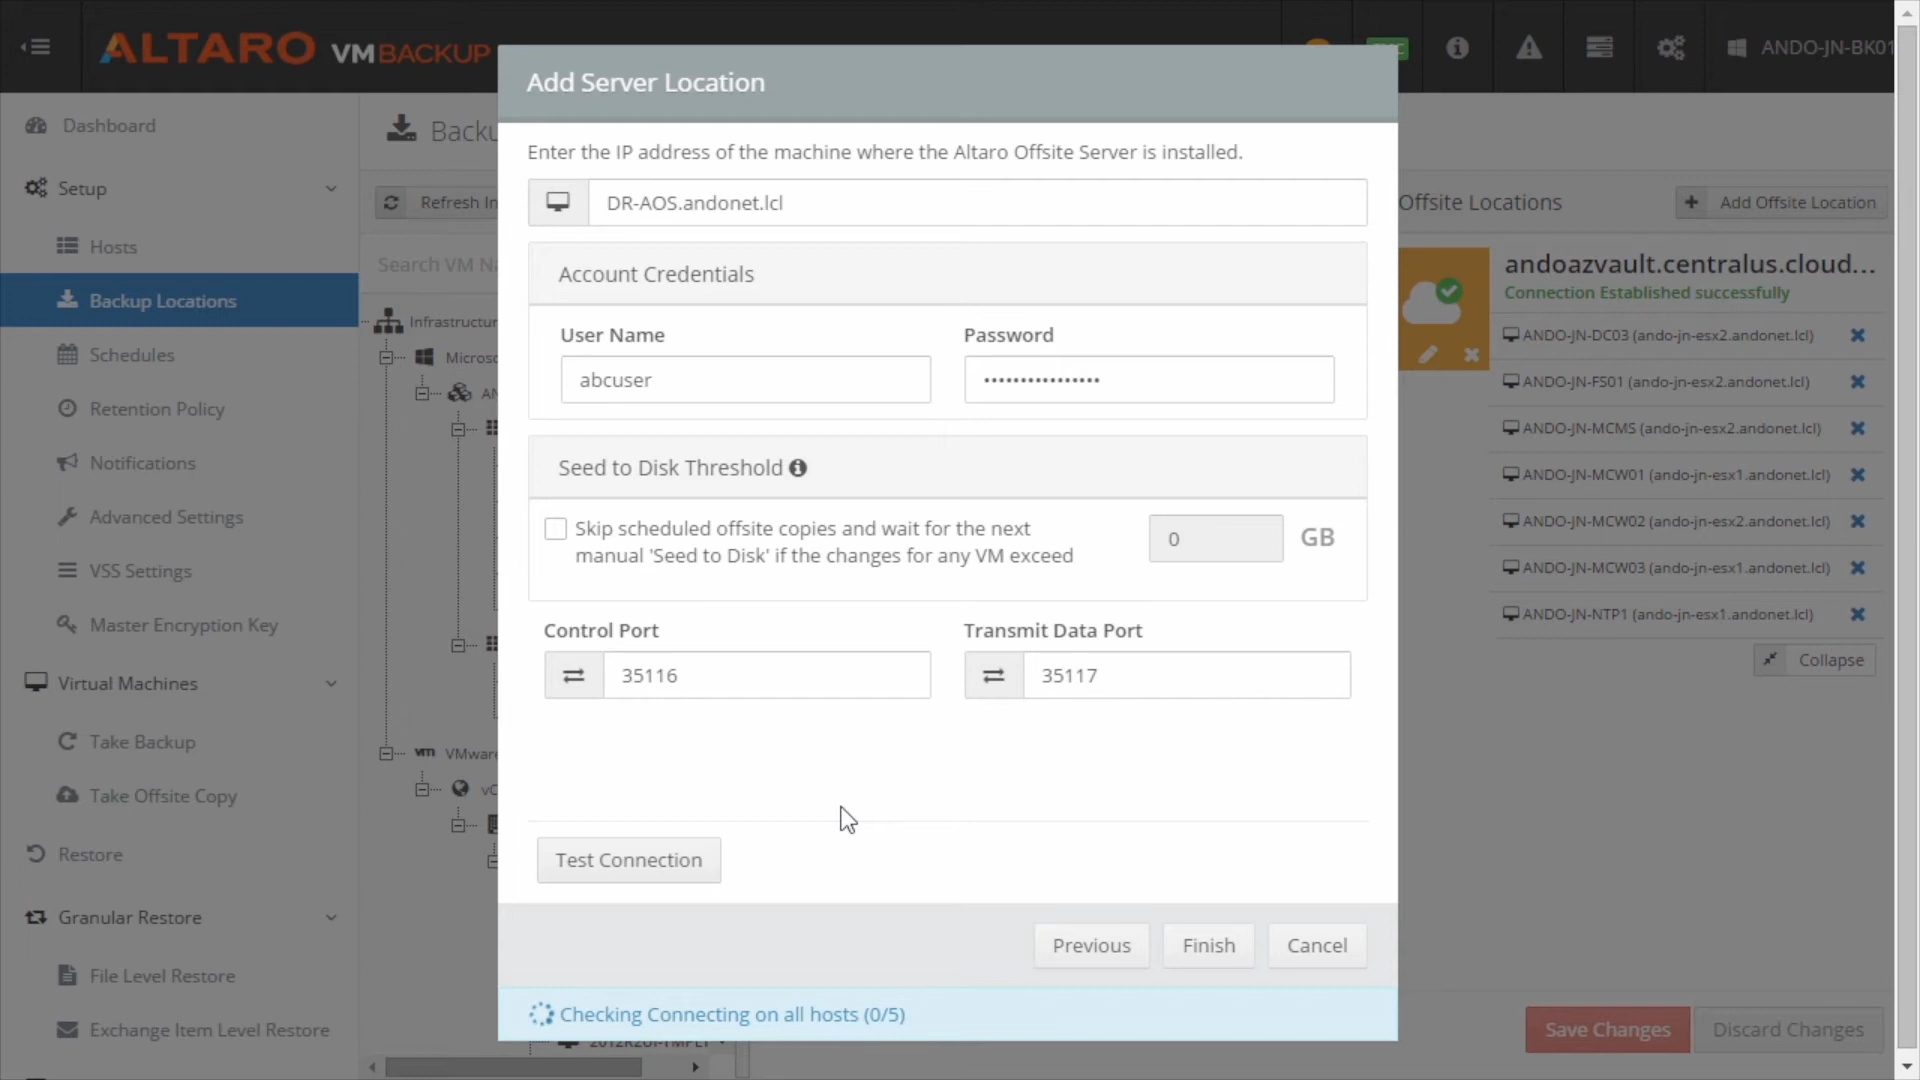 ALTARO VM BACKUP
ANDO-JN-BK01
Dashboard
Setup
Hosts
Backup Locations
Schedules
Retention Policy
Notifications
Advanced Settings
VSS Settings
Master Encryption Key
Virtual Machines
Take Backup
Take Offsite Copy
Restore
Granular Restore
File Level Restore
Exchange Item Level Restore
Backu
Refresh In
Search VM Na
Infrastructur
Microso
AN
vm VMware
vC
Add Server Location
Enter the IP address of the machine where the Altaro Offsite Server is installed.
DR-AOS.andonet.lcl
Account Credentials
User Name
Password
abcuser
••••••••••••••••
Seed to Disk Threshold
Skip scheduled offsite copies and wait for the next
manual 'Seed to Disk' if the changes for any VM exceed
0 GB
Control Port
Transmit Data Port
35116
35117
Test Connection
Previous
Finish
Cancel
Checking Connecting on all hosts (0/5)
Offsite Locations
Add Offsite Location
andoazvault.centralus.cloud...
Connection Established successfully
ANDO-JN-DC03 (ando-jn-esx2.andonet.lcl)
ANDO-JN-FS01 (ando-jn-esx2.andonet.lcl)
ANDO-JN-MCMS (ando-jn-esx2.andonet.lcl)
ANDO-JN-MCW01 (ando-jn-esx1.andonet.lcl)
ANDO-JN-MCW02 (ando-jn-esx2.andonet.lcl)
ANDO-JN-MCW03 (ando-jn-esx1.andonet.lcl)
ANDO-JN-NTP1 (ando-jn-esx1.andonet.lcl)
Collapse
Save Changes
Discard Changes